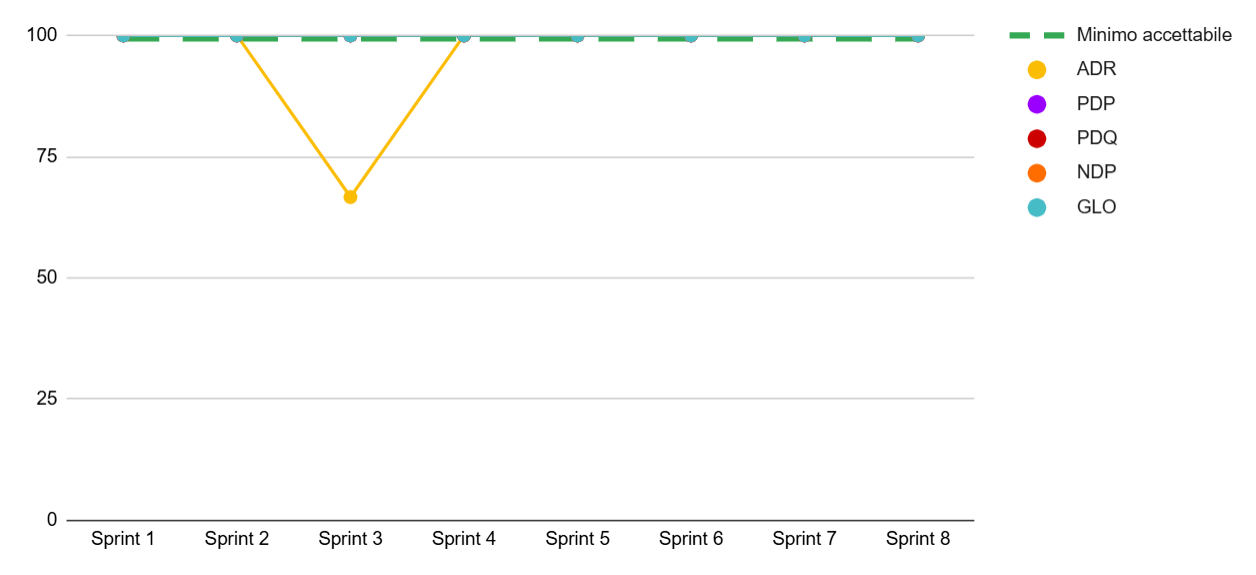 100
75
50
25
0
Sprint 1
Sprint 2
Sprint 3
Sprint 4
Sprint 5
Sprint 6
Sprint 7
Sprint 8
Minimo accettabile
ADR
PDP
PDQ
NDP
GLO